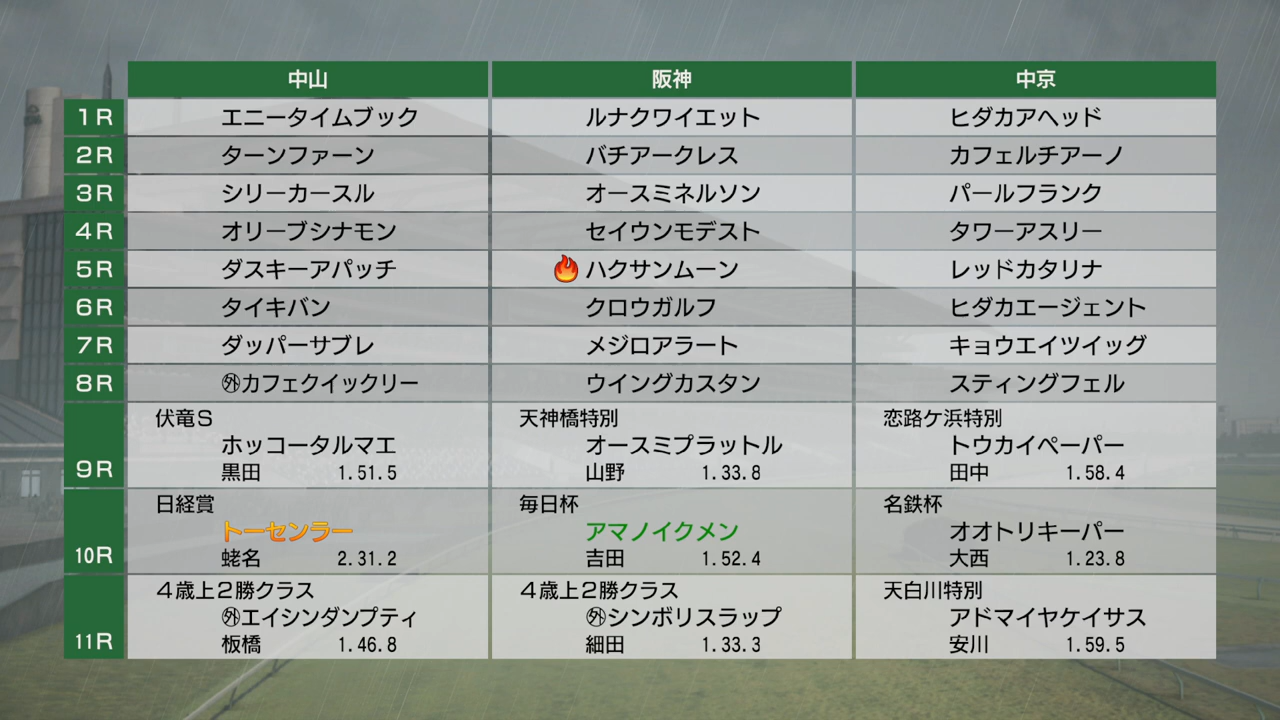 中山 阪神 中京
1R エニータイムブック ルナクワイエット ヒダカアヘッド
2R ターンファーン バチアークレス カフェルチアーノ
3R シリーカースル オースミネルソン パールフランク
4R オリーブシナモン セイウンモデスト タワーアスリー
5R ダスキーアパッチ ハクサンムーン レッドカタリナ
6R タイキバン クロウガルフ ヒダカエージェント
7R ダッパーサブレ メジロアラート キョウエイツイッグ
8R ㊕カフェクイックリー ウイングカスタン スティングフェル
伏竜S 天神橋特別 恋路ケ浜特別
ホッコータルマエ オースミプラットル トウカイペーパー
9R 黒田 1.51.5 山野 1.33.8 田中 1.58.4
日経賞 毎日杯 名鉄杯
トーセンラー アマノイクメン オオトリキーパー
10R 蛯名 2.31.2 吉田 1.52.4 大西 1.23.8
4歳上2勝クラス 4歳上2勝クラス 天白川特別
外エイシンダンプティ 外シンボリスラップ アドマイヤケイサス
11R 板橋 1.46.8 細田 1.33.3 安川 1.59.5